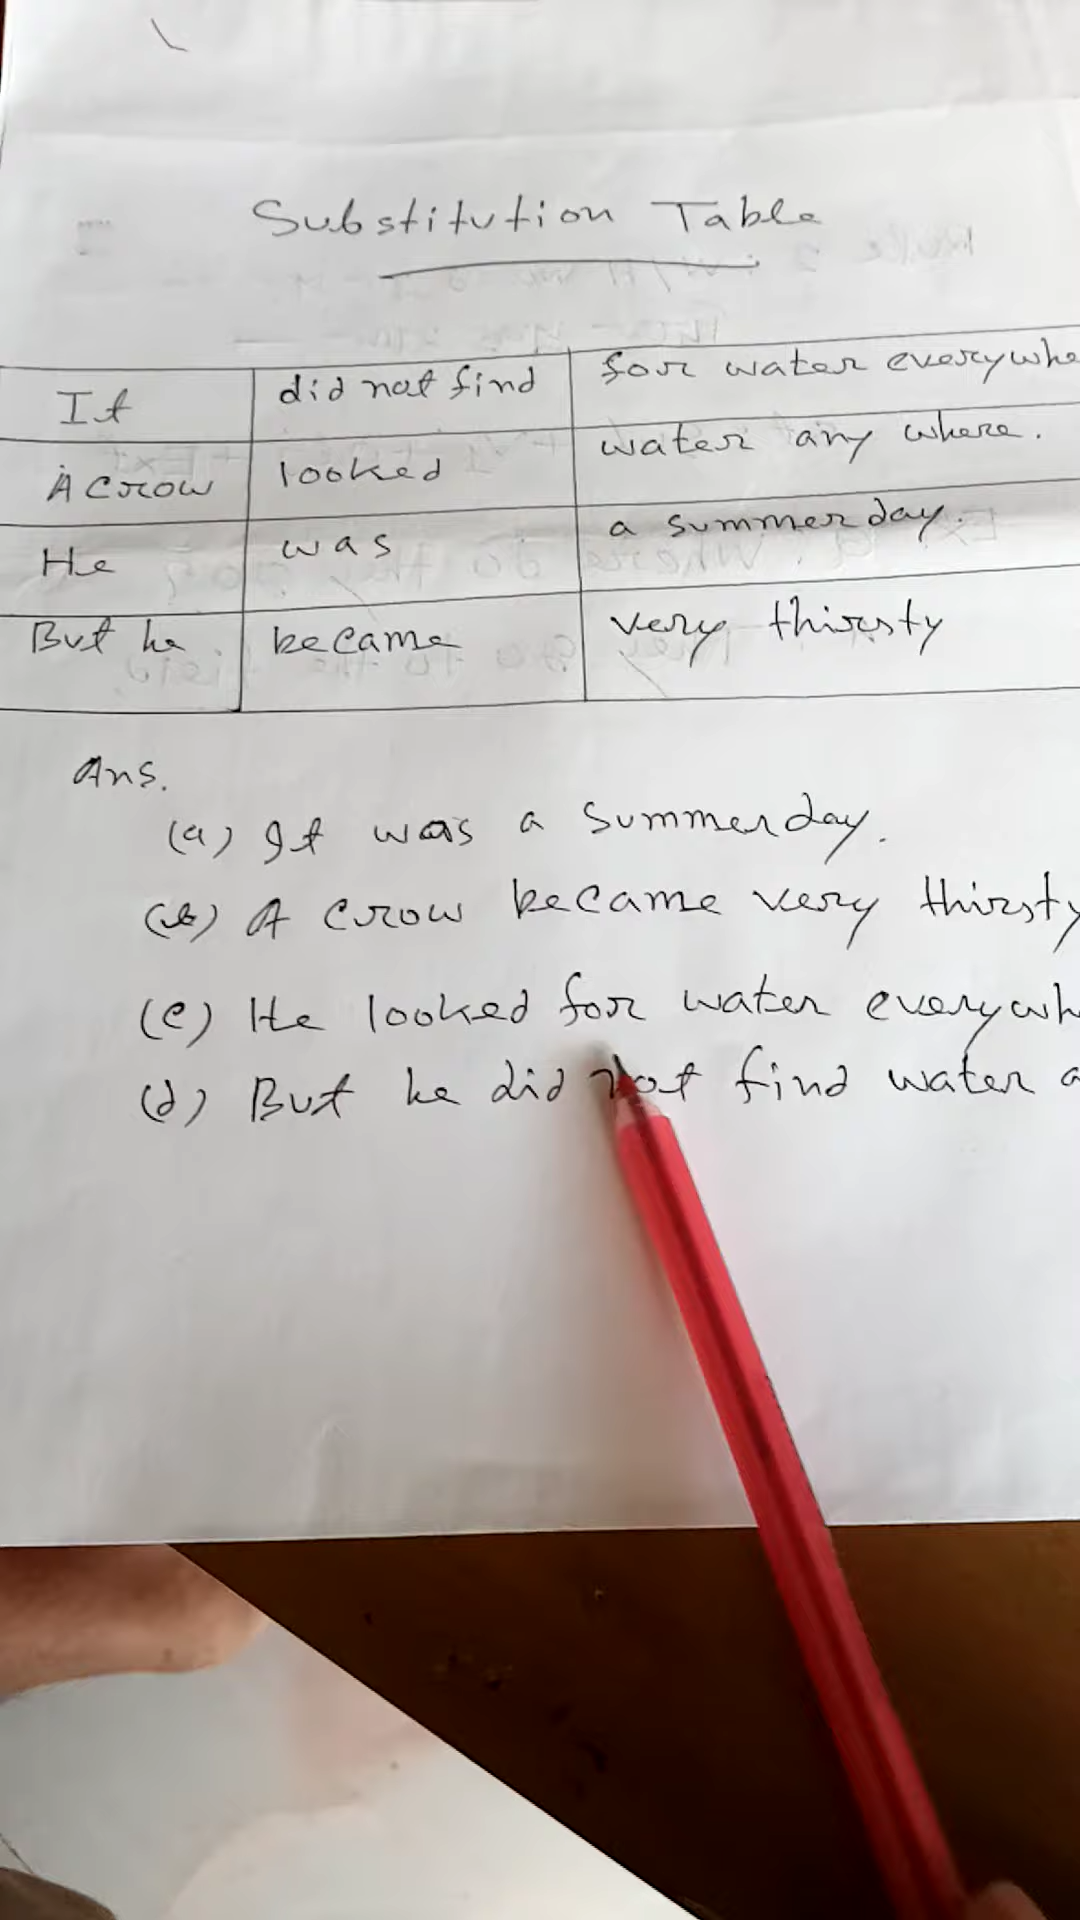 Substitution Table
It did not find for water everywhe
A crow looked water any where.
He was a summer day.
But he became very thirsty
Ans.
(a) It was a summer day.
(b) A crow became very thirsty
(c) He looked for water everywh
(d) But he did not find water a